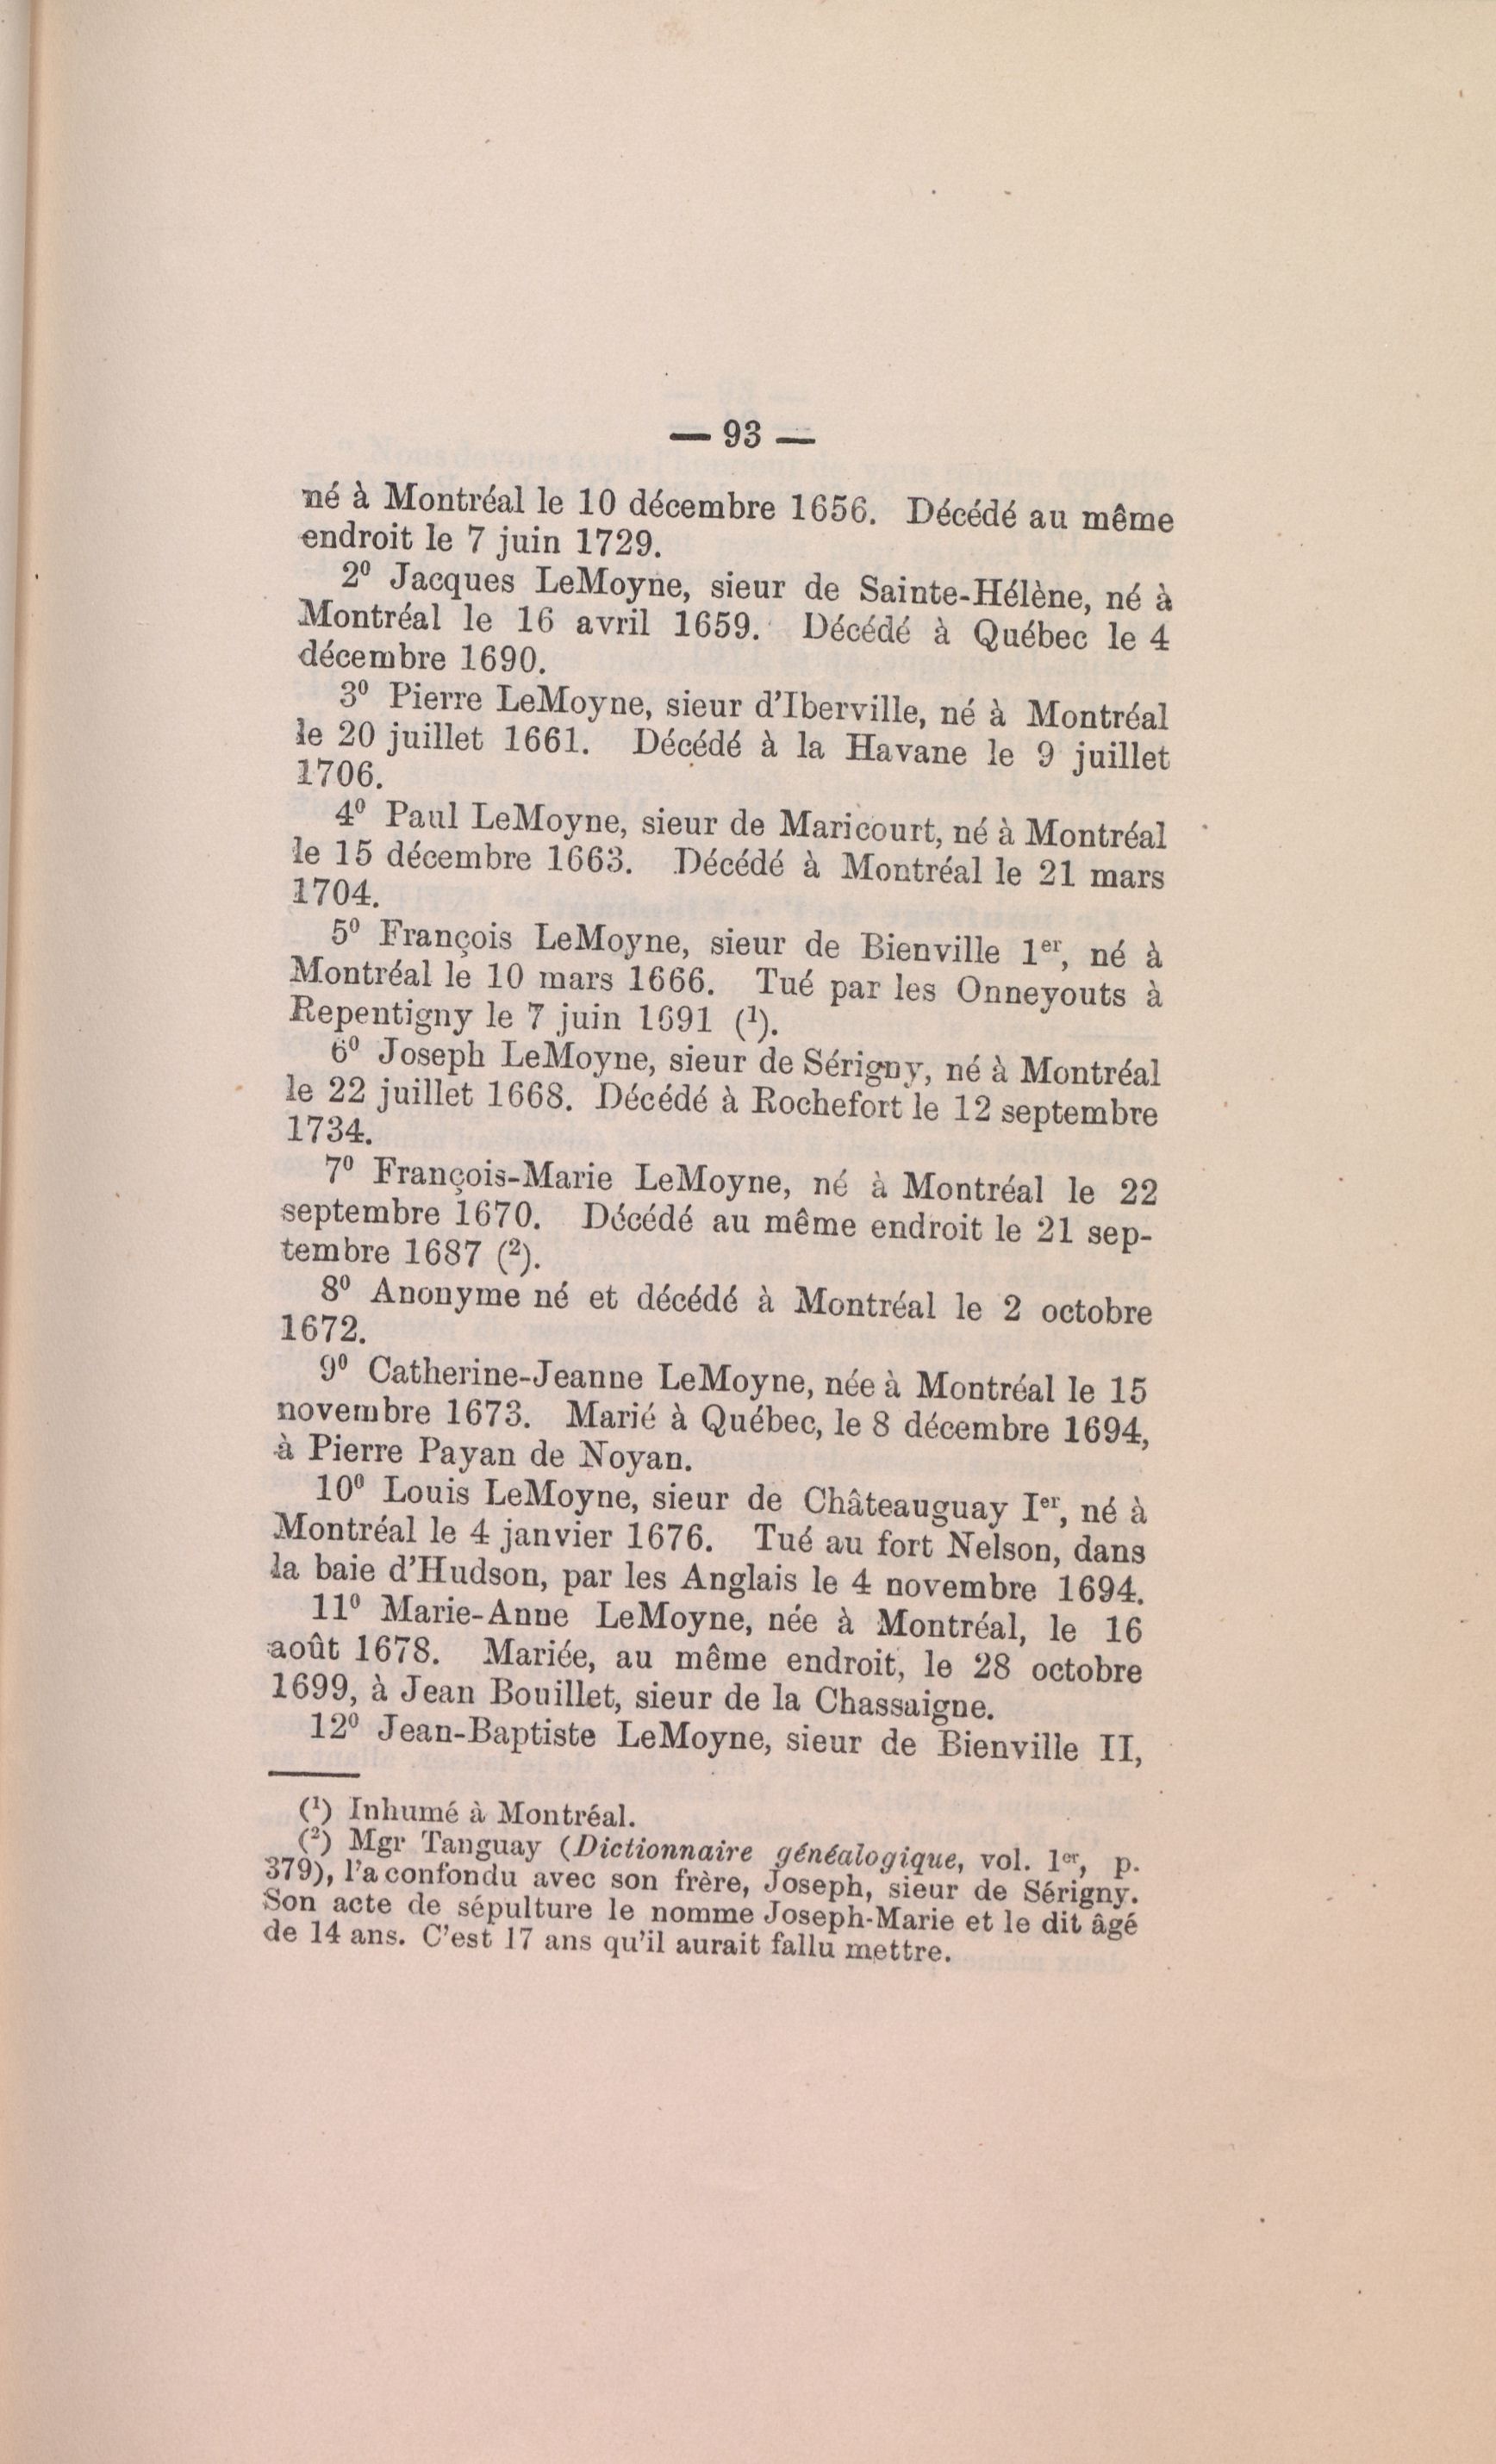 — 93 —
né à Montréal le 10 décembre 1656. Décédé au même
endroit le 7 juin 1729.
2⁰ Jacques LeMoyne, sieur de Sainte-Hélène, né à
Montréal le 16 avril 1659. Décédé à Québec le 4
décembre 1690.
3⁰ Pierre LeMoyne, sieur d'Iberville, né à Montréal
le 20 juillet 1661. Décédé à la Havane le 9 juillet
1706.
4⁰ Paul LeMoyne, sieur de Maricourt, né à Montréal
le 15 décembre 1663. Décédé à Montréal le 21 mars
1704.
5⁰ François LeMoyne, sieur de Bienville 1er, né à
Montréal le 10 mars 1666. Tué par les Onneyouts à
Repentigny le 7 juin 1691 (¹).
6⁰ Joseph LeMoyne, sieur de Sérigny, né à Montréal
le 22 juillet 1668. Décédé à Rochefort le 12 septembre
1734.
7⁰ François-Marie LeMoyne, né à Montréal le 22
septembre 1670. Décédé au même endroit le 21 sep-
tembre 1687 (²).
8⁰ Anonyme né et décédé à Montréal le 2 octobre
1672.
9⁰ Catherine-Jeanne LeMoyne, née à Montréal le 15
novembre 1673. Marié à Québec, le 8 décembre 1694,
à Pierre Payan de Noyan.
10⁰ Louis LeMoyne, sieur de Châteauguay Ier, né à
Montréal le 4 janvier 1676. Tué au fort Nelson, dans
la baie d'Hudson, par les Anglais le 4 novembre 1694.
11⁰ Marie-Anne LeMoyne, née à Montréal, le 16
août 1678. Mariée, au même endroit, le 28 octobre
1699, à Jean Bouillet, sieur de la Chassaigne.
12⁰ Jean-Baptiste LeMoyne, sieur de Bienville II,
(¹) Inhumé à Montréal.
(²) Mgr Tanguay (Dictionnaire généalogique, vol. 1er, p.
379), l'a confondu avec son frère, Joseph, sieur de Sérigny.
Son acte de sépulture le nomme Joseph-Marie et le dit âgé
de 14 ans. C'est 17 ans qu'il aurait fallu mettre.